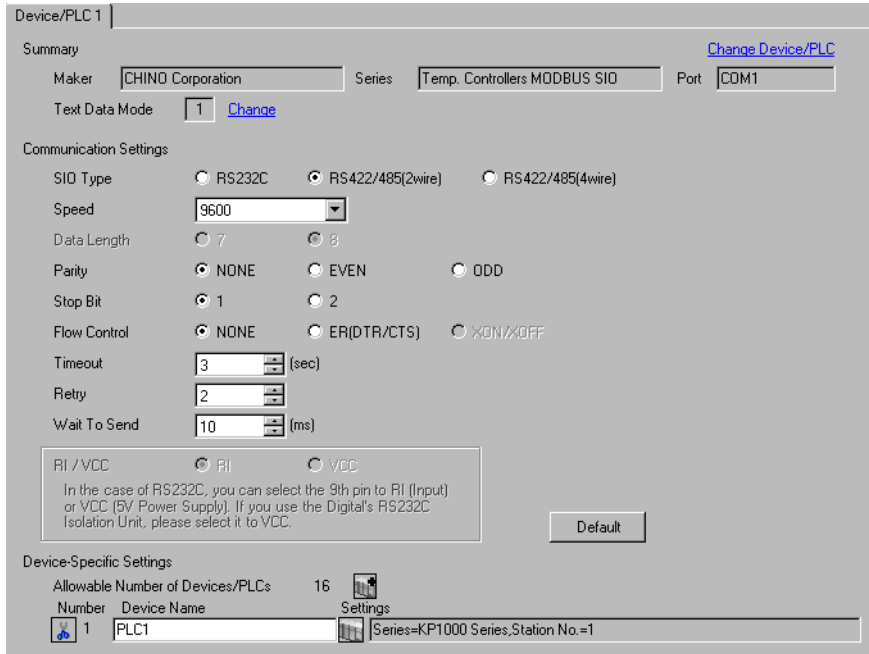 Device/PLC 1
Summary Change Device/PLC
Maker CHINO Corporation Series Temp. Controllers MODBUS SIO Port COM1
Text Data Mode 1 Change
Communication Settings
SIO Type RS232C RS422/485(2wire) RS422/485(4wire)
Speed 9600
Data Length 7 8
Parity NONE EVEN ODD
Stop Bit 1 2
Flow Control NONE ER(DTR/CTS) XON/XOFF
Timeout 3 (sec)
Retry 2
Wait To Send 10 (ms)
RI / VCC RI VCC
In the case of RS232C, you can select the 9th pin to RI (Input)
or VCC (5V Power Supply). If you use the Digital's RS232C
Isolation Unit, please select it to VCC.
Default
Device-Specific Settings
Allowable Number of Devices/PLCs 16
Number Device Name Settings
1 PLC1 Series=KP1000 Series,Station No.=1